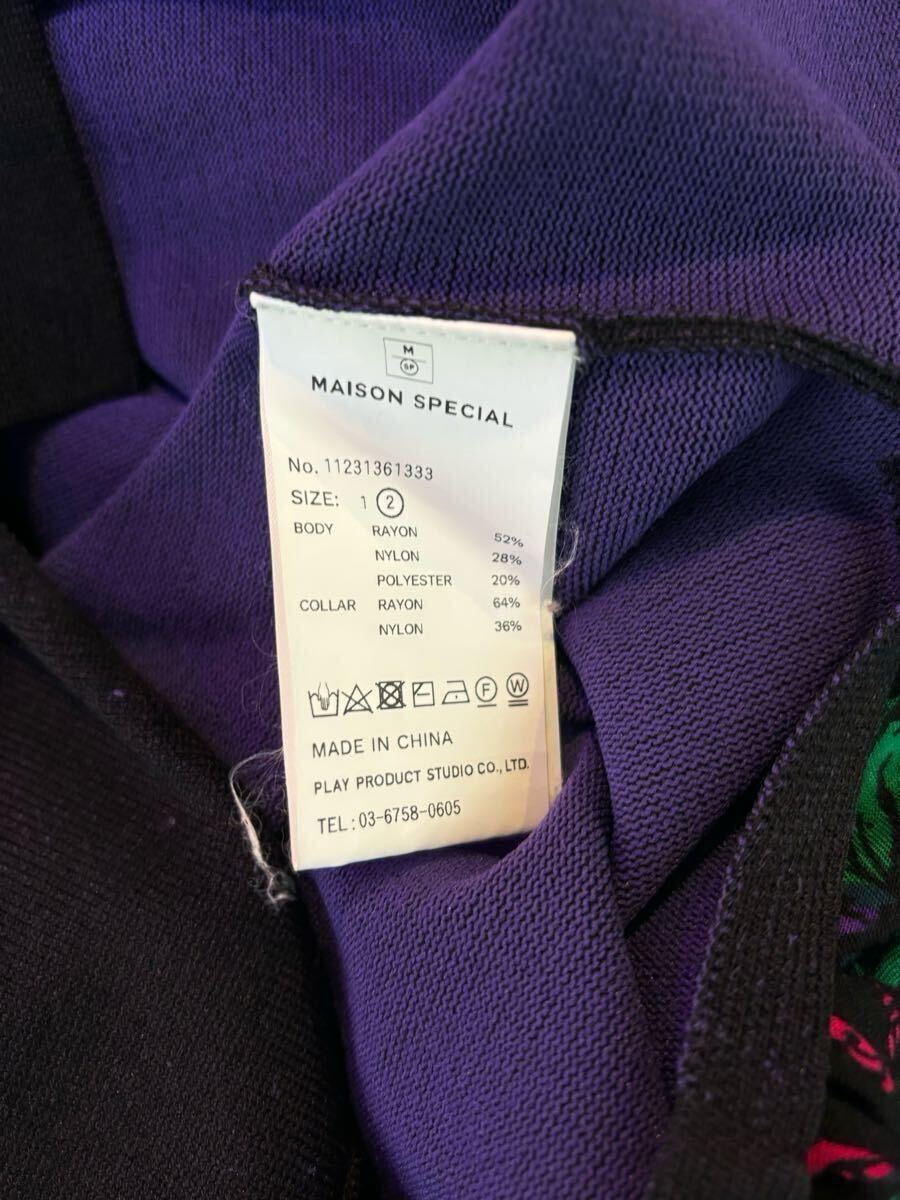 M
SP
MAISON SPECIAL
No. 11231361333
SIZE: 1 2
BODY RAYON 52%
NYLON 28%
POLYESTER 20%
COLLAR RAYON 64%
NYLON 36%
F W
MADE IN CHINA
PLAY PRODUCT STUDIO CO., LTD.
TEL : 03-6758-0605